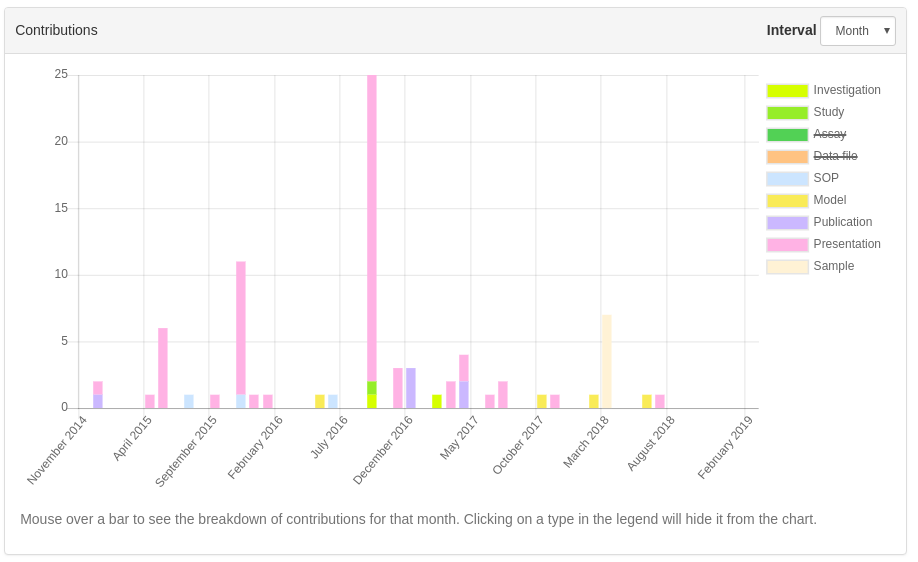 Contributions
Interval Month
25
20
15
10
5
0
November 2014
April 2015
September 2015
February 2016
July 2016
December 2016
May 2017
October 2017
March 2018
August 2018
February 2019
Investigation
Study
Assay
Data file
SOP
Model
Publication
Presentation
Sample
Mouse over a bar to see the breakdown of contributions for that month. Clicking on a type in the legend will hide it from the chart.